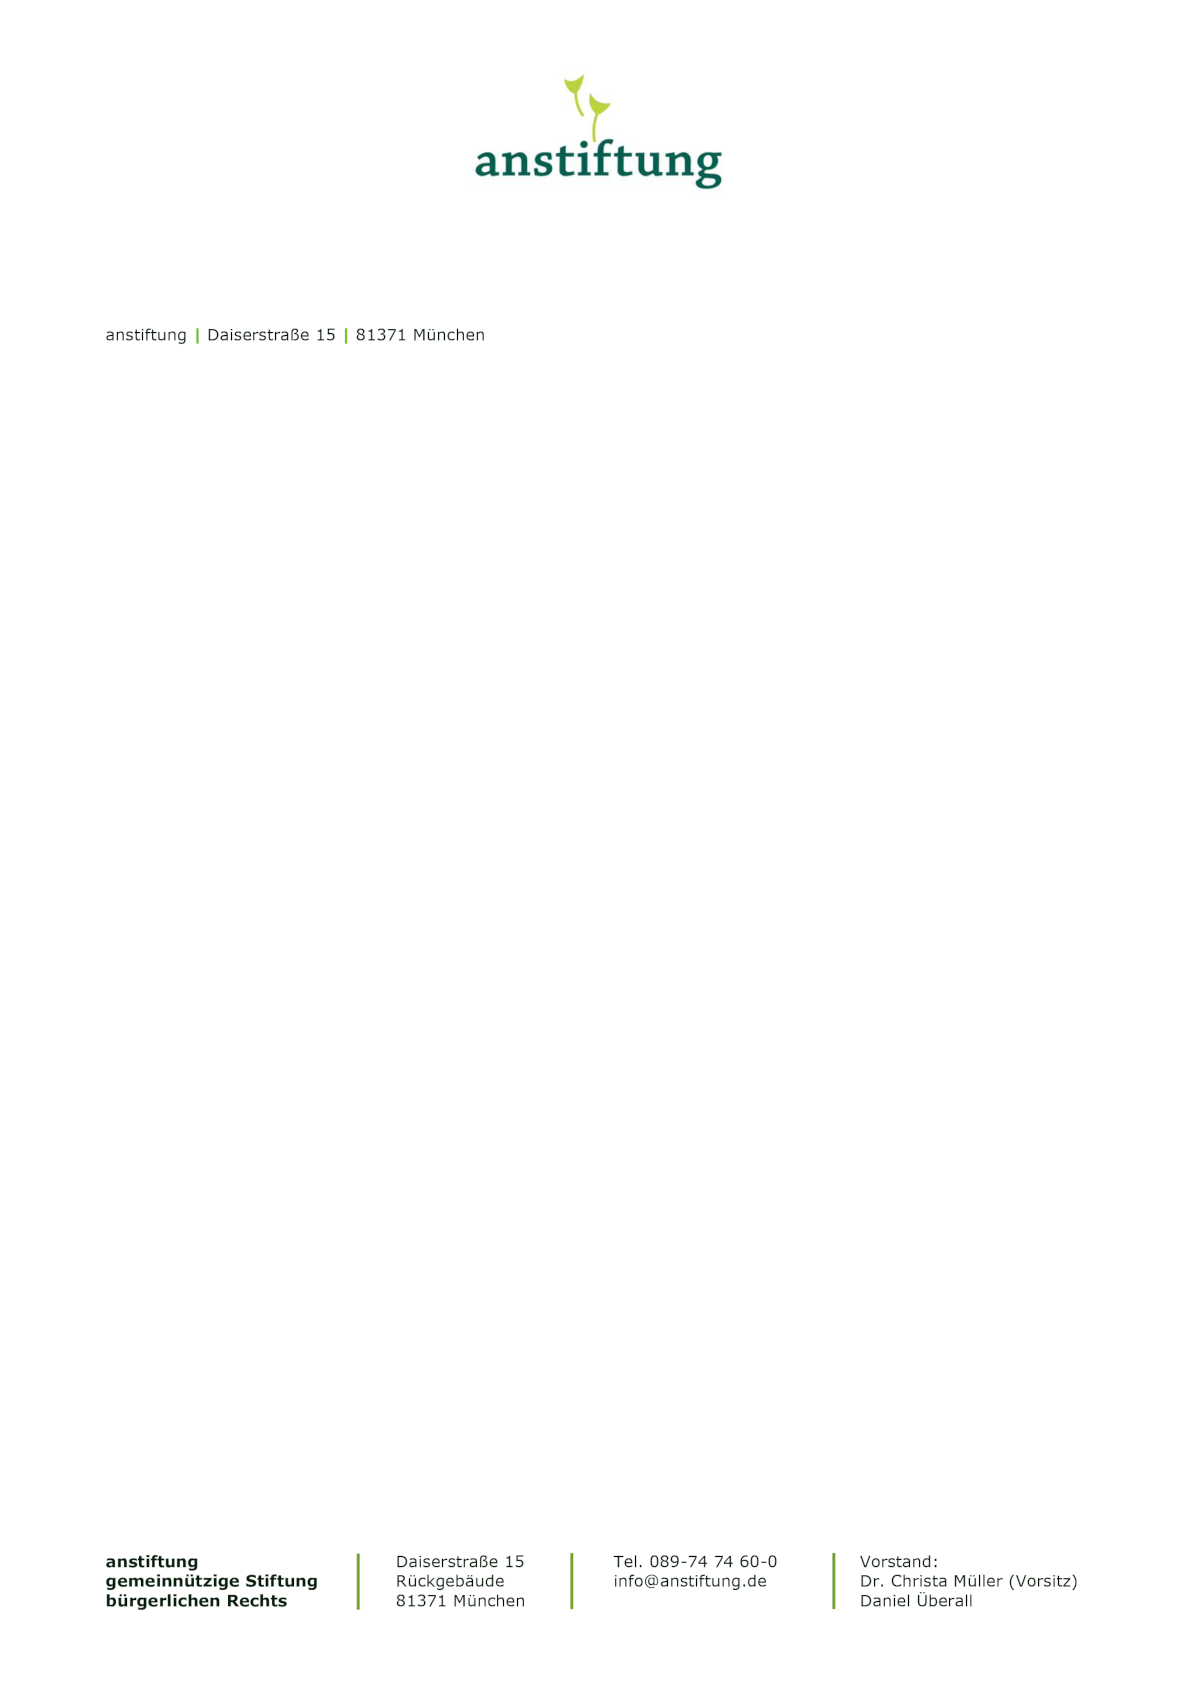 anstiftung
anstiftung | Daiserstraße 15 | 81371 München
anstiftung
gemeinnützige Stiftung
bürgerlichen Rechts
Daiserstraße 15
Rückgebäude
81371 München
Tel. 089-74 74 60-0
info@anstiftung.de
Vorstand:
Dr. Christa Müller (Vorsitz)
Daniel Überall